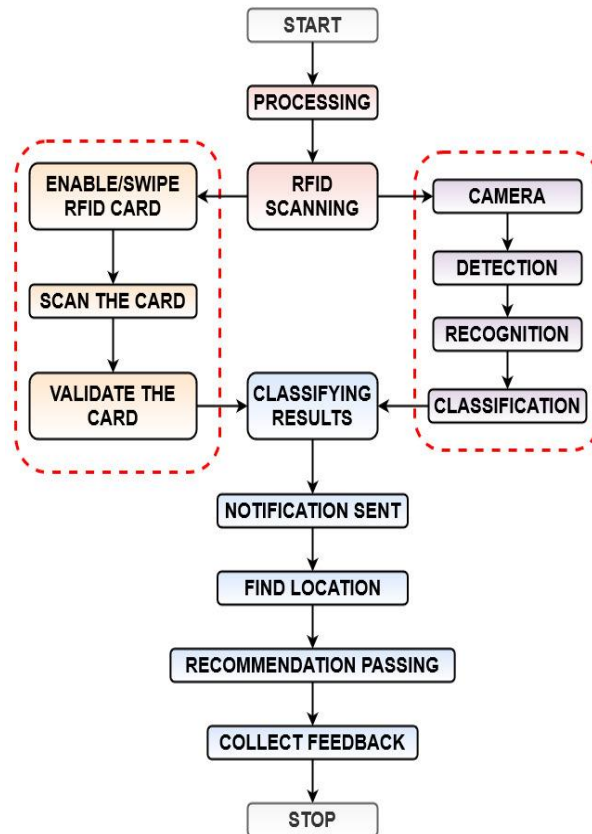 START
PROCESSING
RFID
SCANNING
ENABLE/SWIPE
RFID CARD
SCAN THE CARD
VALIDATE THE
CARD
CAMERA
DETECTION
RECOGNITION
CLASSIFICATION
CLASSIFYING
RESULTS
NOTIFICATION SENT
FIND LOCATION
RECOMMENDATION PASSING
COLLECT FEEDBACK
STOP